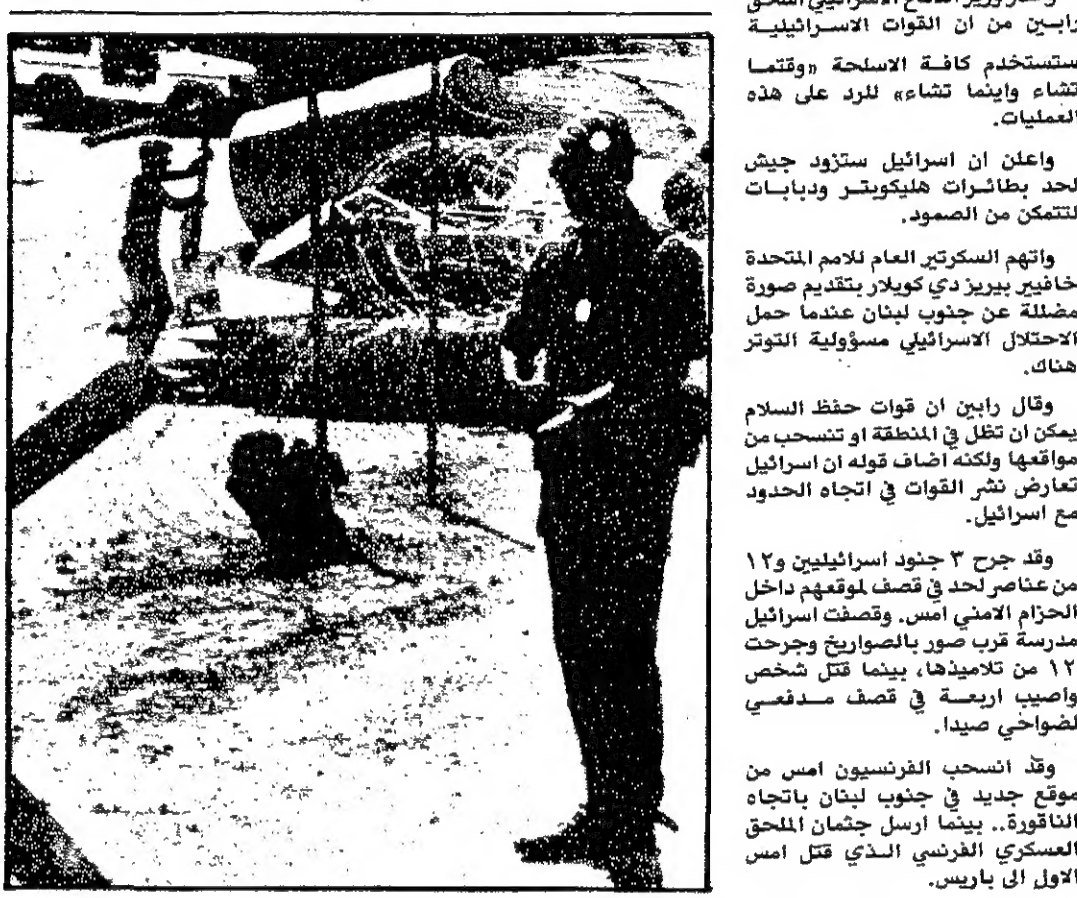 وزير الدفاع الاسرائيلي اسحق
رابين من ان القوات الاسرائيلية
ستستخدم كافة الاسلحة «وقتما
تشاء واينما تشاء» للرد على هذه
العمليات.
واعلن ان اسرائيل ستزود جيش
لحد بطائرات هليكوبتر ودبابات
لتتمكن من الصمود.
واتهم السكرتير العام للامم المتحدة
خافيير بيريز دي كويلار بتقديم صورة
مضللة عن جنوب لبنان عندما حمل
الاحتلال الاسرائيلي مسؤولية التوتر
هناك.
وقال رابين ان قوات حفظ السلام
يمكن ان تظل في المنطقة او تنسحب من
مواقعها ولكنه اضاف قوله ان اسرائيل
تعارض نشر القوات في اتجاه الحدود
مع اسرائيل.
وقد جرح ٣ جنود اسرائيليين و١٢
من عناصر لحد في قصف لموقعهم داخل
الحزام الامني امس. وقصفت اسرائيل
مدرسة قرب صور بالصواريخ وجرحت
١٢ من تلاميذها، بينما قتل شخص
واصيب اربعة في قصف مدفعي
لضواحي صيدا.
وقد انسحب الفرنسيون امس من
موقع جديد في جنوب لبنان باتجاه
الناقورة.. بينما ارسل جثمان الملحق
العسكري الفرنسي الذي قتل امس
الاول الى باريس.